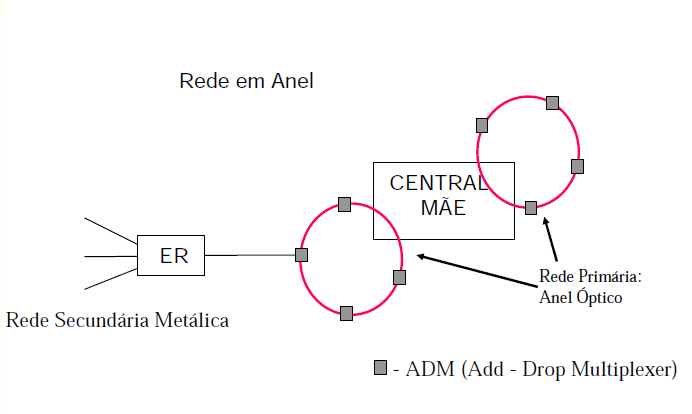 Rede em Anel
CENTRAL
MÃE
ER
Rede Primária:
Anel Óptico
Rede Secundária Metálica
- ADM (Add - Drop Multiplexer)